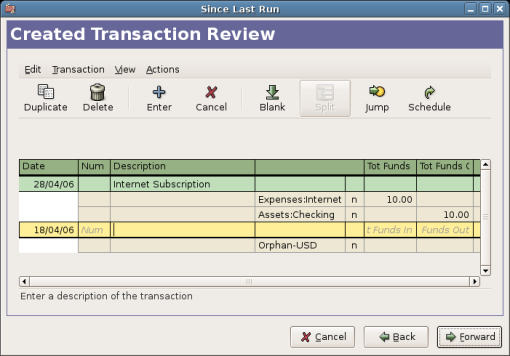 Since Last Run
Created Transaction Review
Edit Transaction View Actions
Duplicate Delete Enter Cancel Blank Split Jump Schedule
Date Num Description Tot Funds Tot Funds (
28/04/06 Internet Subscription
Expenses:Internet n 10.00
Assets:Checking n 10.00
18/04/06 Num t Funds In Funds Out
Orphan-USD n
Enter a description of the transaction
Cancel Back Forward